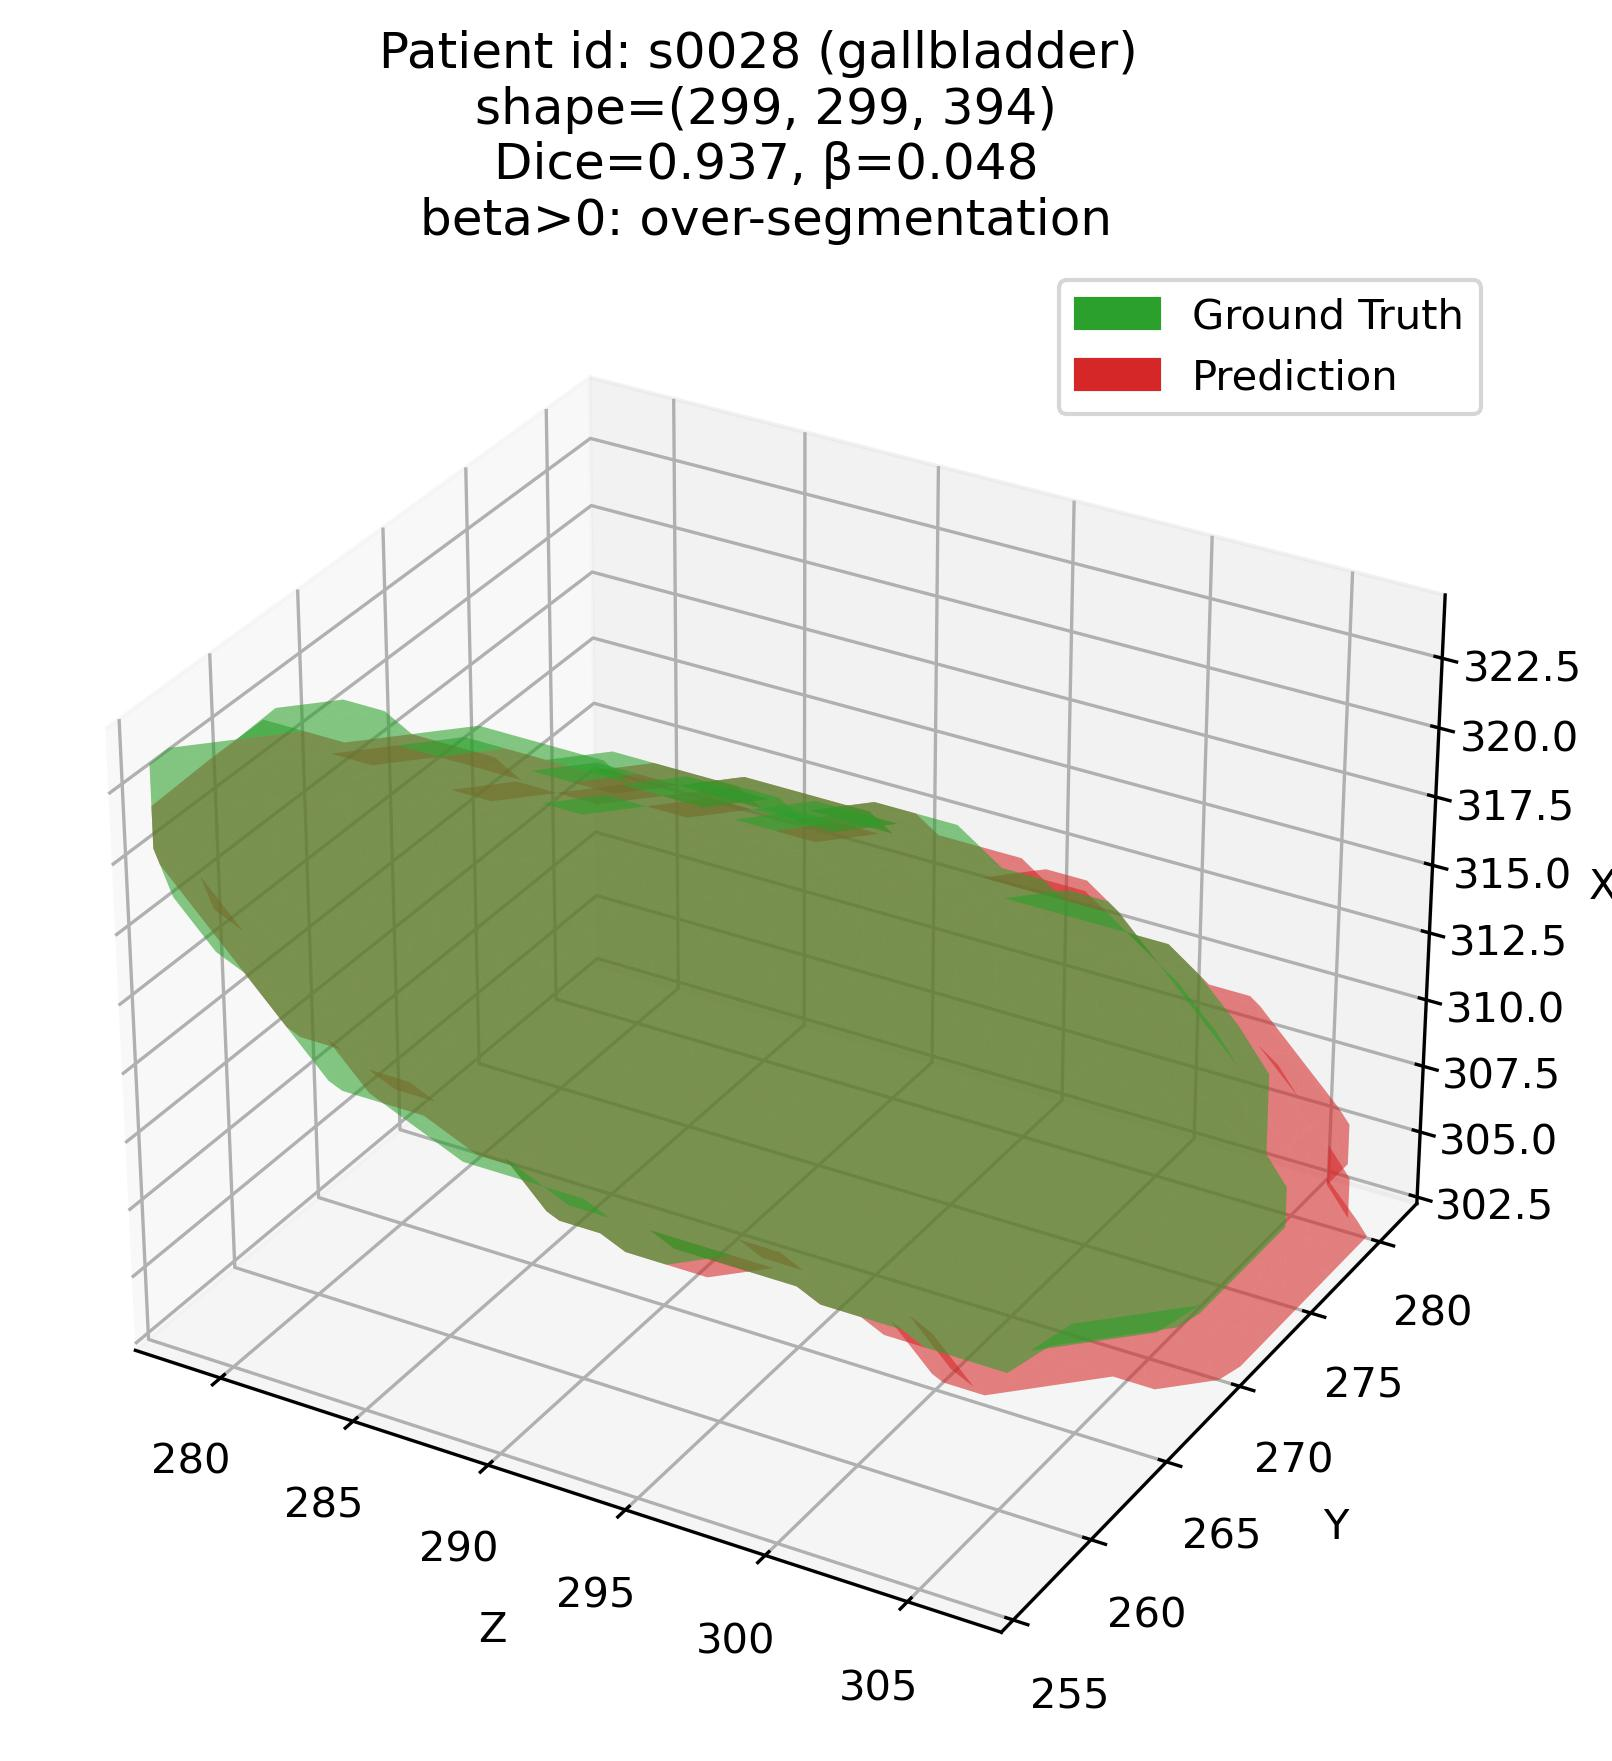 Patient id: s0028 (gallbladder)
shape=(299, 299, 394)
Dice=0.937, β=0.048
beta>0: over-segmentation
Ground Truth
Prediction
322.5
320.0
317.5
315.0
X
312.5
310.0
307.5
305.0
302.5
280
275
270
265
260
255
Y
280
285
290
295
300
305
Z